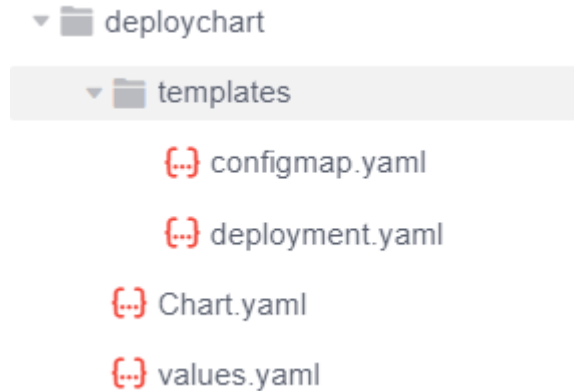 deploychart
templates
configmap.yaml
deployment.yaml
Chart.yaml
values.yaml